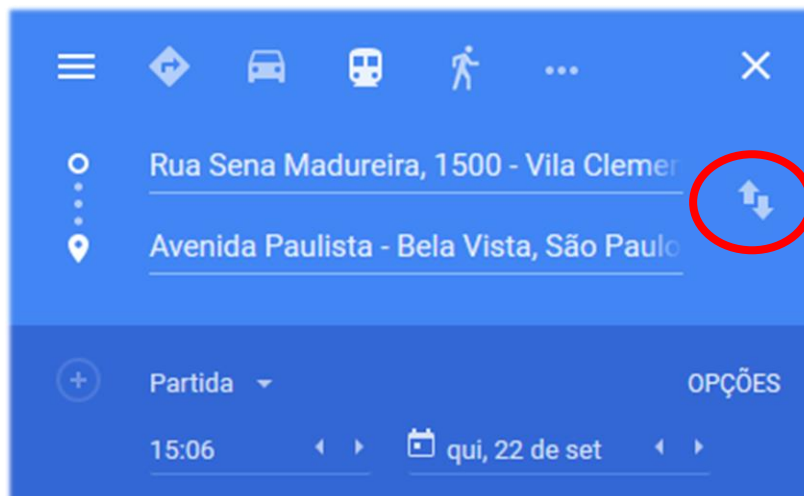 Rua Sena Madureira, 1500 - Vila
Avenida Paulista - Bela Vista, São Paulo
Partida OPÇÕES
15:06 qui, 22 de set